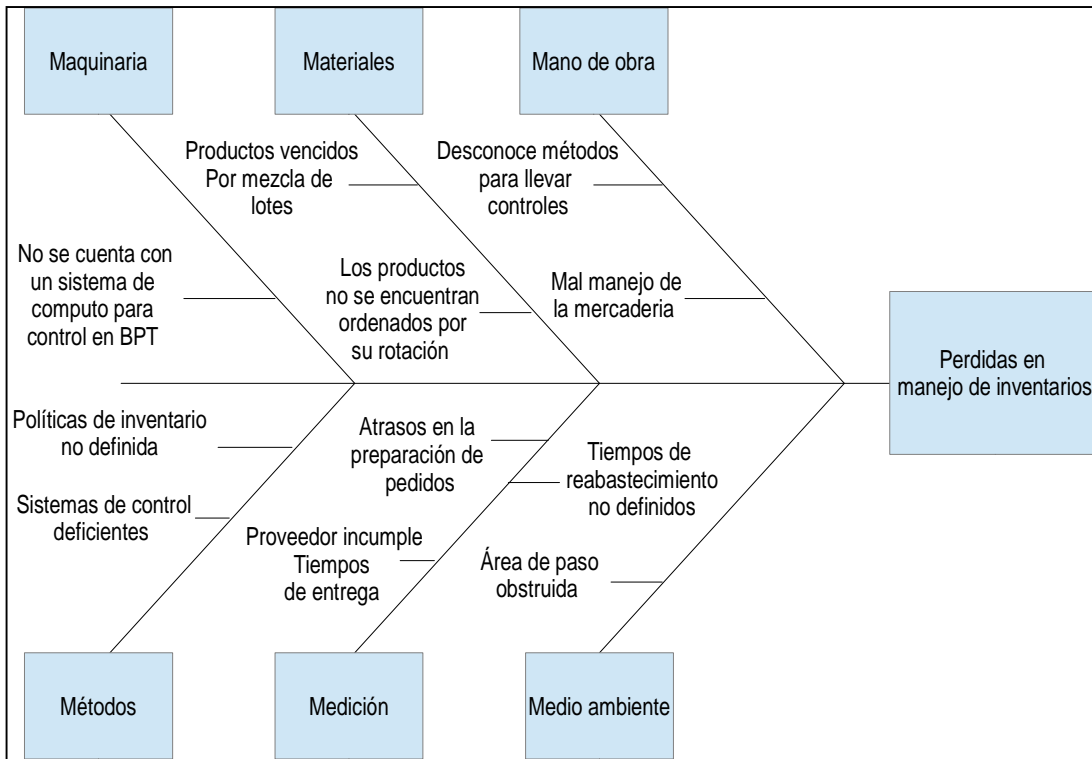 Maquinaria
Materiales
Mano de obra
Productos vencidos
Por mezcla de
lotes
Desconoce métodos
para llevar
controles
No se cuenta con
un sistema de
computo para
control en BPT
Los productos
no se encuentran
ordenados por
su rotación
Mal manejo de
la mercaderia
Perdidas en
manejo de inventarios
Políticas de inventario
no definida
Atrasos en la
preparación de
pedidos
Tiempos de
reabastecimiento
no definidos
Sistemas de control
deficientes
Proveedor incumple
Tiempos
de entrega
Área de paso
obstruida
Métodos
Medición
Medio ambiente